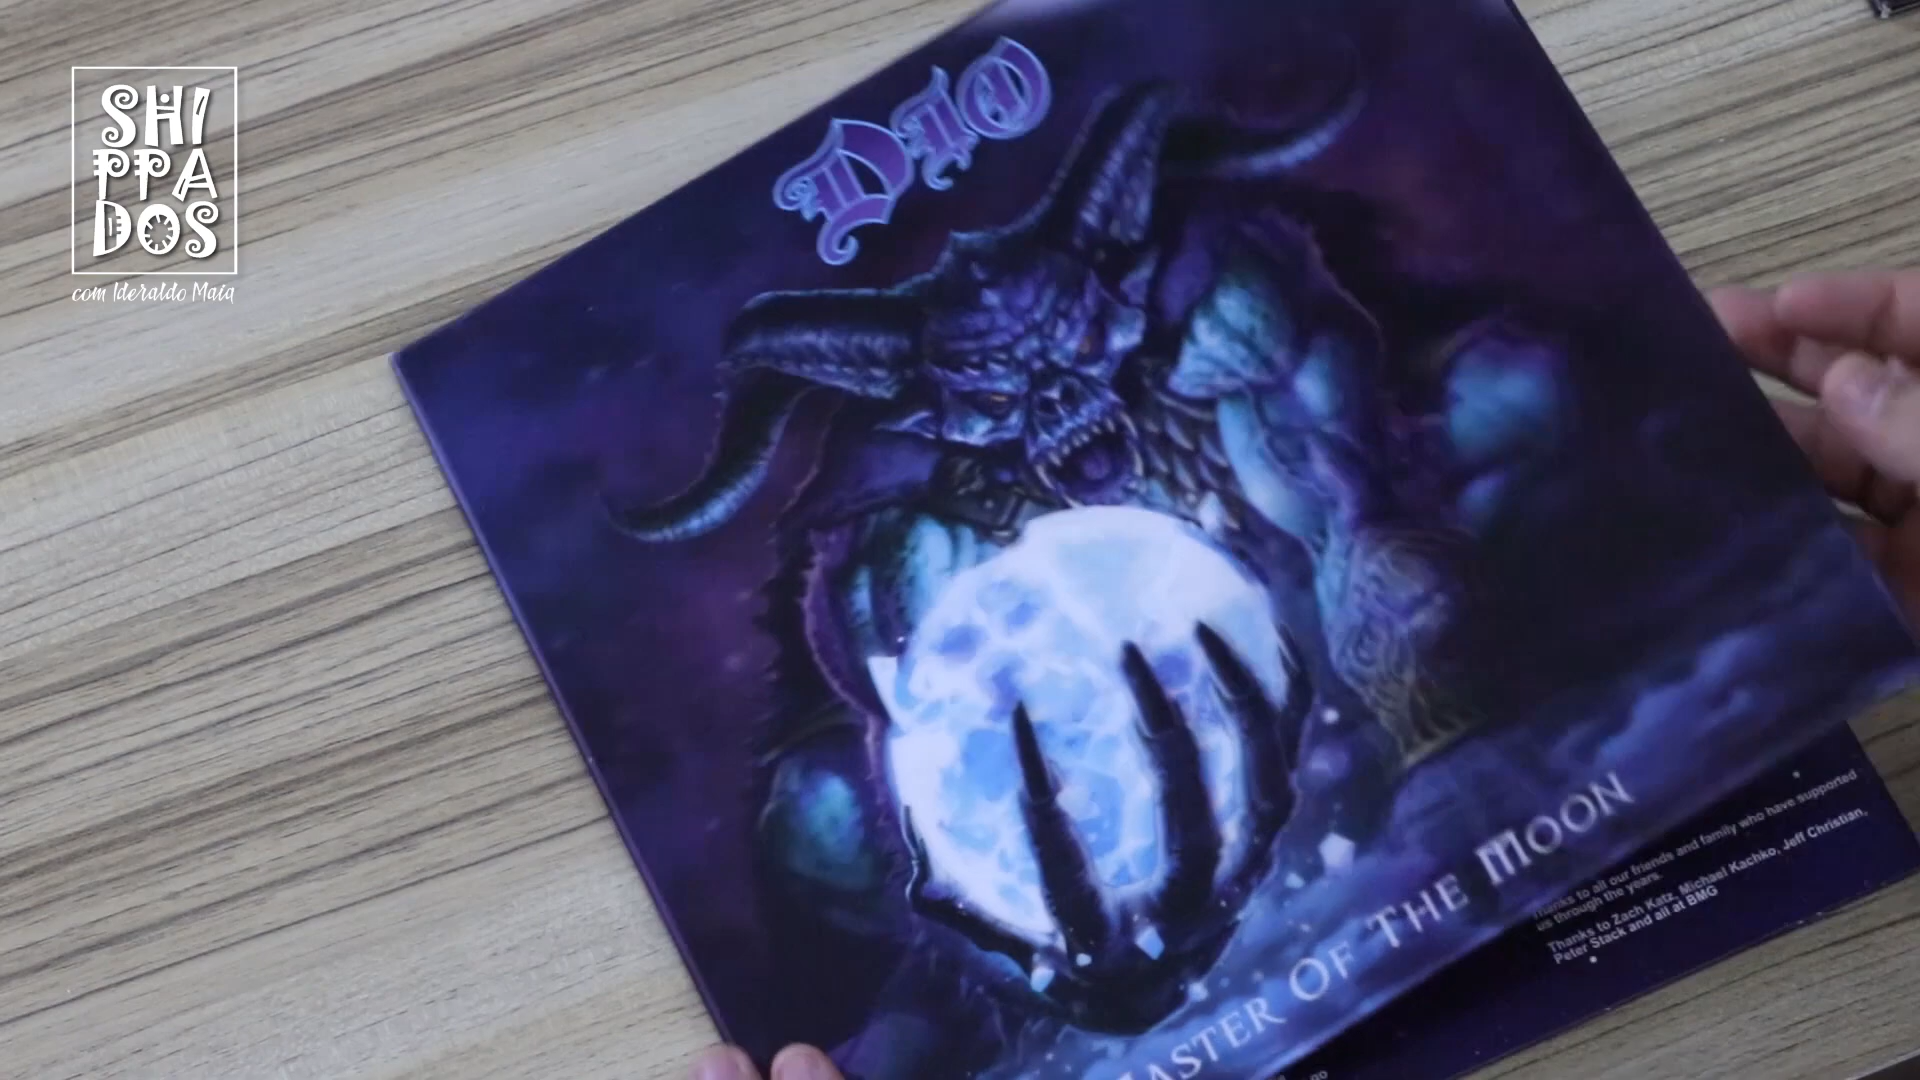 SHI
PPA
DOS
com Ideraldo Maia
DIO
MASTER OF THE MOON
Thanks to all our friends and family who have supported
us through the years.
Thanks to Zach Katz, Michael Kachko, Jeff Christian,
Peter Stack and all at BMG
go